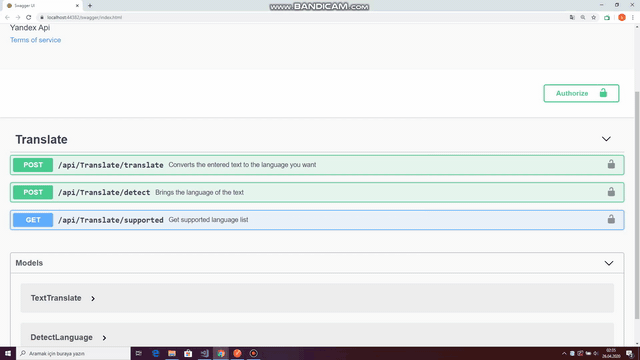 Swagger UI
www.BANDICAM.com
localhost:44362/swagger/index.html
Yandex Api
Terms of service
Authorize
Translate
POST /api/Translate/translate Converts the entered text to the language you want
POST /api/Translate/detect Brings the language of the text
GET /api/Translate/supported Get supported language list
Models
TextTranslate
DetectLanguage
Aramak için buraya yazın
02:15
26.04.2020